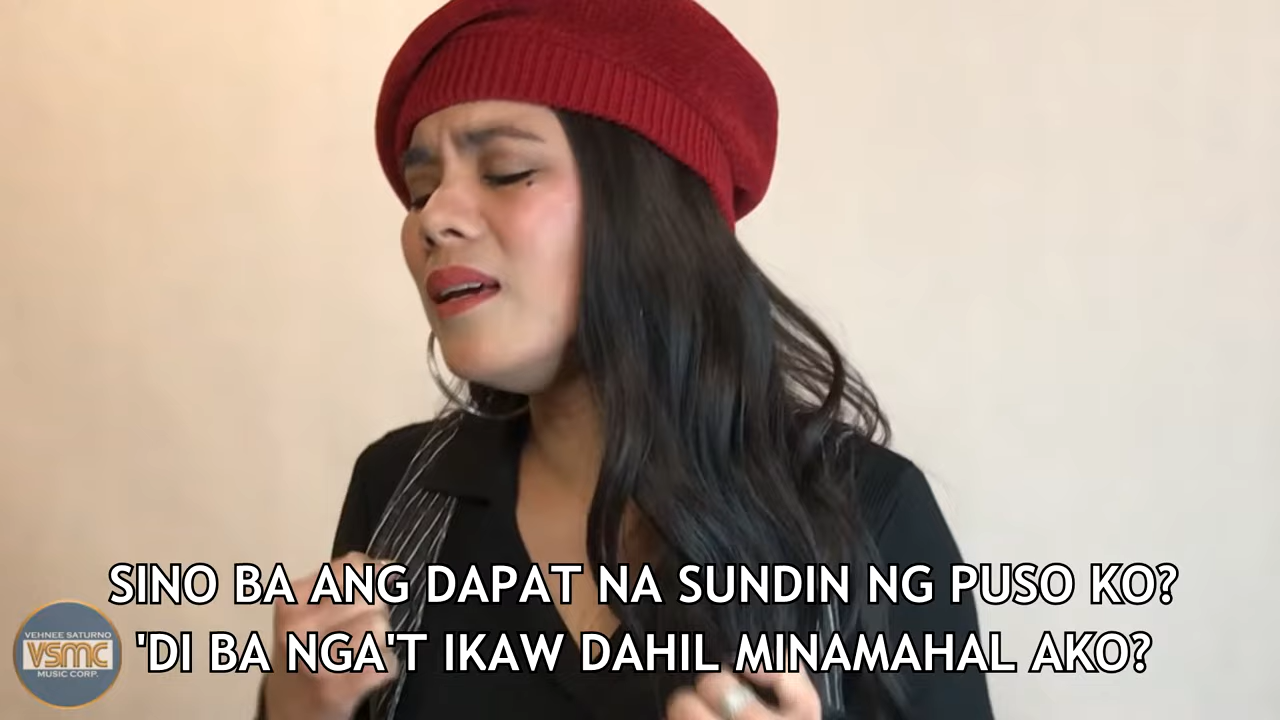 SINO BA ANG DAPAT NA SUNDIN NG PUSO KO?
'DI BA NGA'T IKAW DAHIL MINAMAHAL AKO?
VEHNEE SATURNO
VSMC
MUSIC CORP.